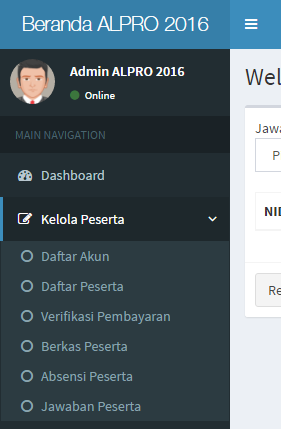 Beranda ALPRO 2016
Admin ALPRO 2016
Online
MAIN NAVIGATION
Dashboard
Kelola Peserta
Daftar Akun
Daftar Peserta
Verifikasi Pembayaran
Berkas Peserta
Absensi Peserta
Jawaban Peserta
Wel
Jawa
P
NID
Re